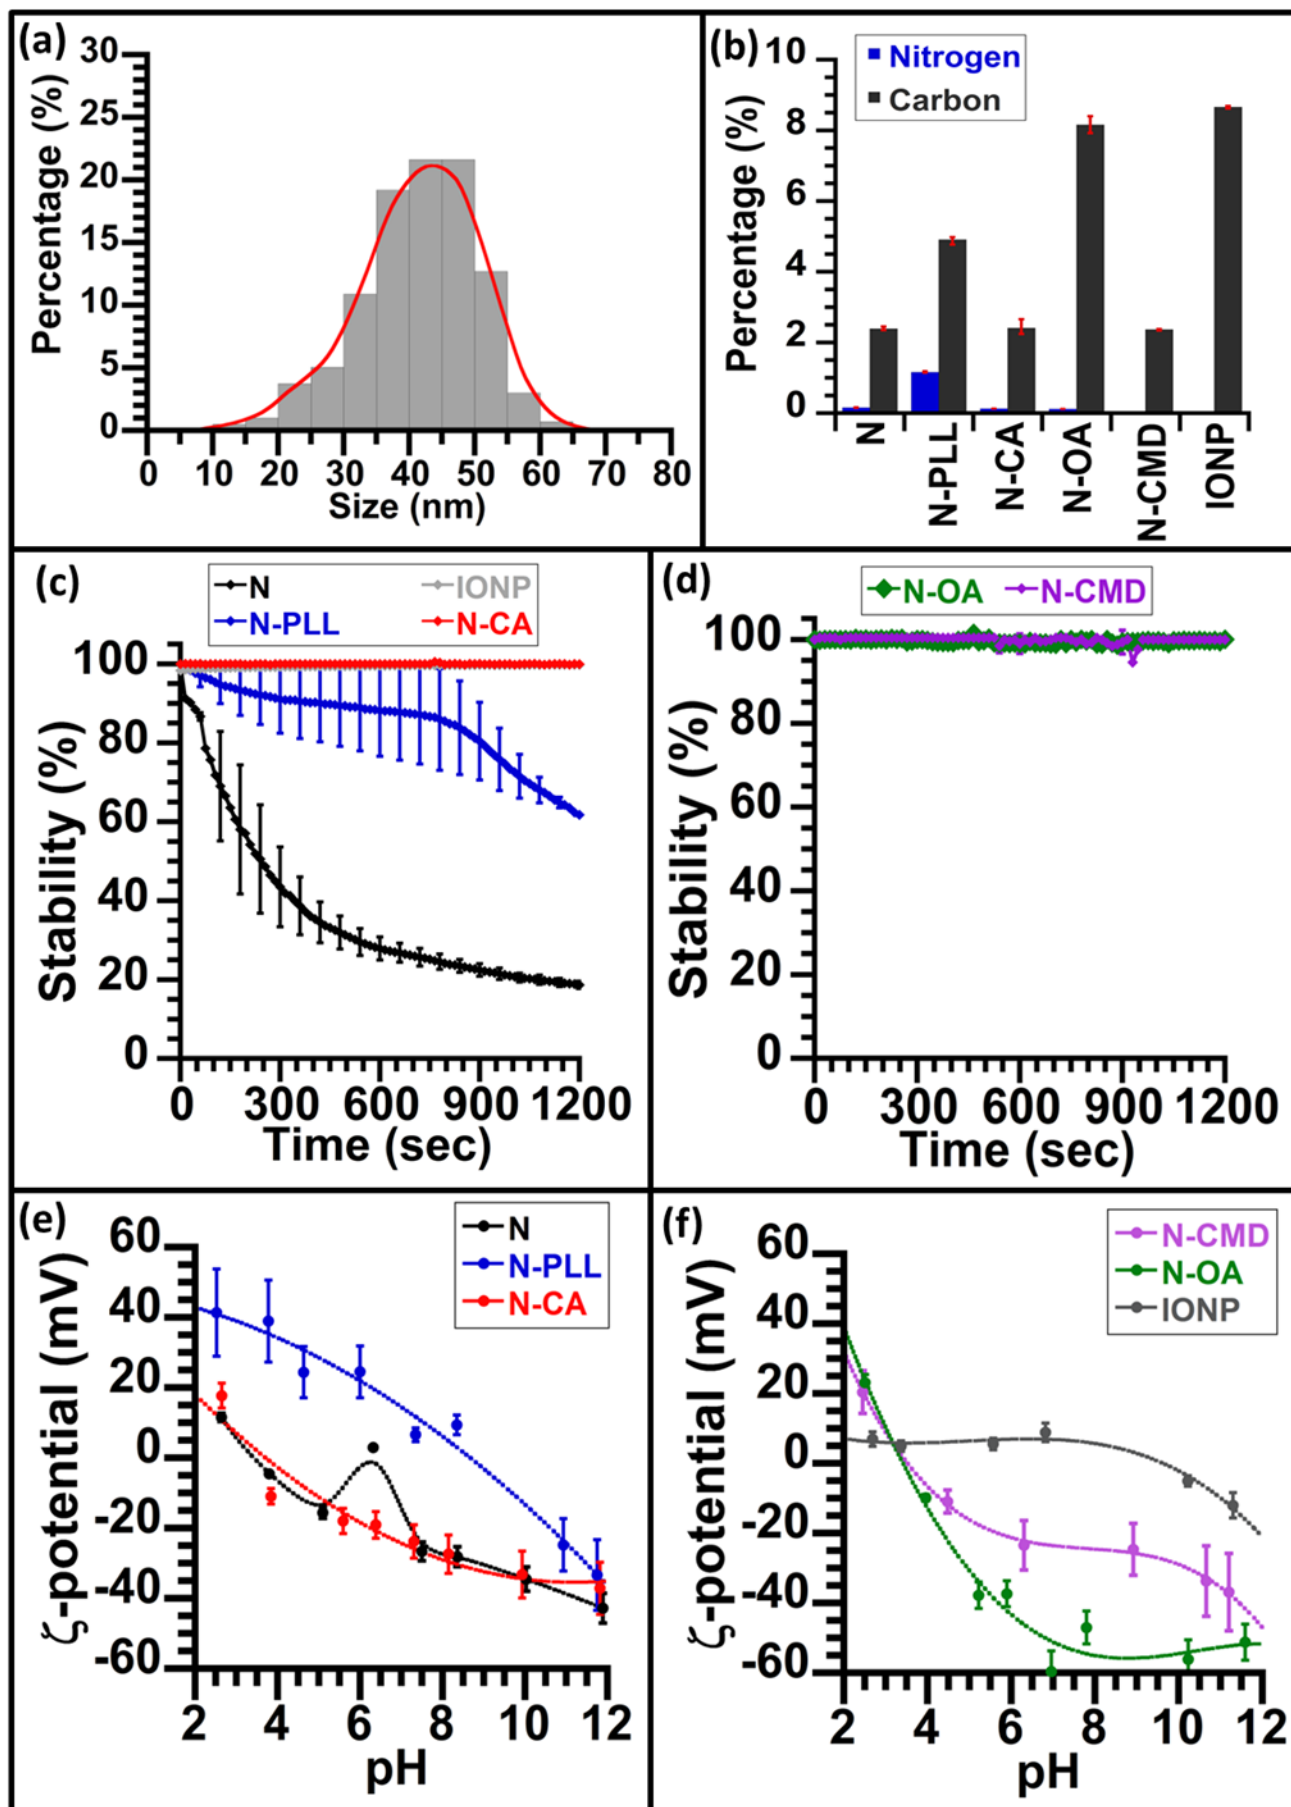 (a)
Percentage (%)
30
25
20
15
10
5
0
0 10 20 30 40 50 60 70 80
Size (nm)
(b)
Nitrogen
Carbon
Percentage (%)
10
8
6
4
2
0
N N-PLL N-CA N-OA N-CMD IONP
(c)
N IONP
N-PLL N-CA
Stability (%)
100
80
60
40
20
0
0 300 600 900 1200
Time (sec)
(d)
N-OA N-CMD
Stability (%)
100
80
60
40
20
0
0 300 600 900 1200
Time (sec)
(e)
N
N-PLL
N-CA
ζ-potential (mV)
60
40
20
0
-20
-40
-60
2 4 6 8 10 12
pH
(f)
N-CMD
N-OA
IONP
ζ-potential (mV)
60
40
20
0
-20
-40
-60
2 4 6 8 10 12
pH